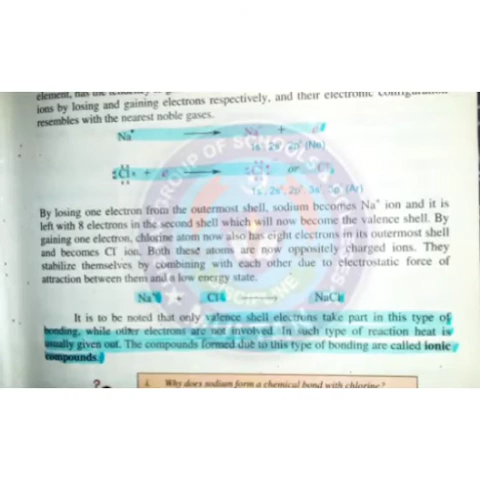 element, has the
ions by losing and gaining electrons respectively, and their electronic
resembles with the nearest noble gases.
Na• → Na + e
1s², 2s², 2p⁶ (Ne)
Cl + e → Cl or Cl
1s², 2s², 2p⁶, 3s², 3p⁶ (Ar)
GROUP OF SCHOOLS
By losing one electron from the outermost shell, sodium becomes Na⁺ ion and it is
left with 8 electrons in the second shell which will now become the valence shell. By
gaining one electron, chlorine atom now also has eight electrons in its outermost shell
and becomes Cl⁻ ion. Both these atoms are now oppositely charged ions. They
stabilize themselves by combining with each other due to electrostatic force of
attraction between them and a low energy state.
Na Cl NaCl
It is to be noted that only valence shell electrons take part in this type of
bonding, while other electrons are not involved. In such type of reaction heat is
usually given out. The compounds formed due to this type of bonding are called ionic
compounds.
?
i. Why does sodium form a chemical bond with chlorine?